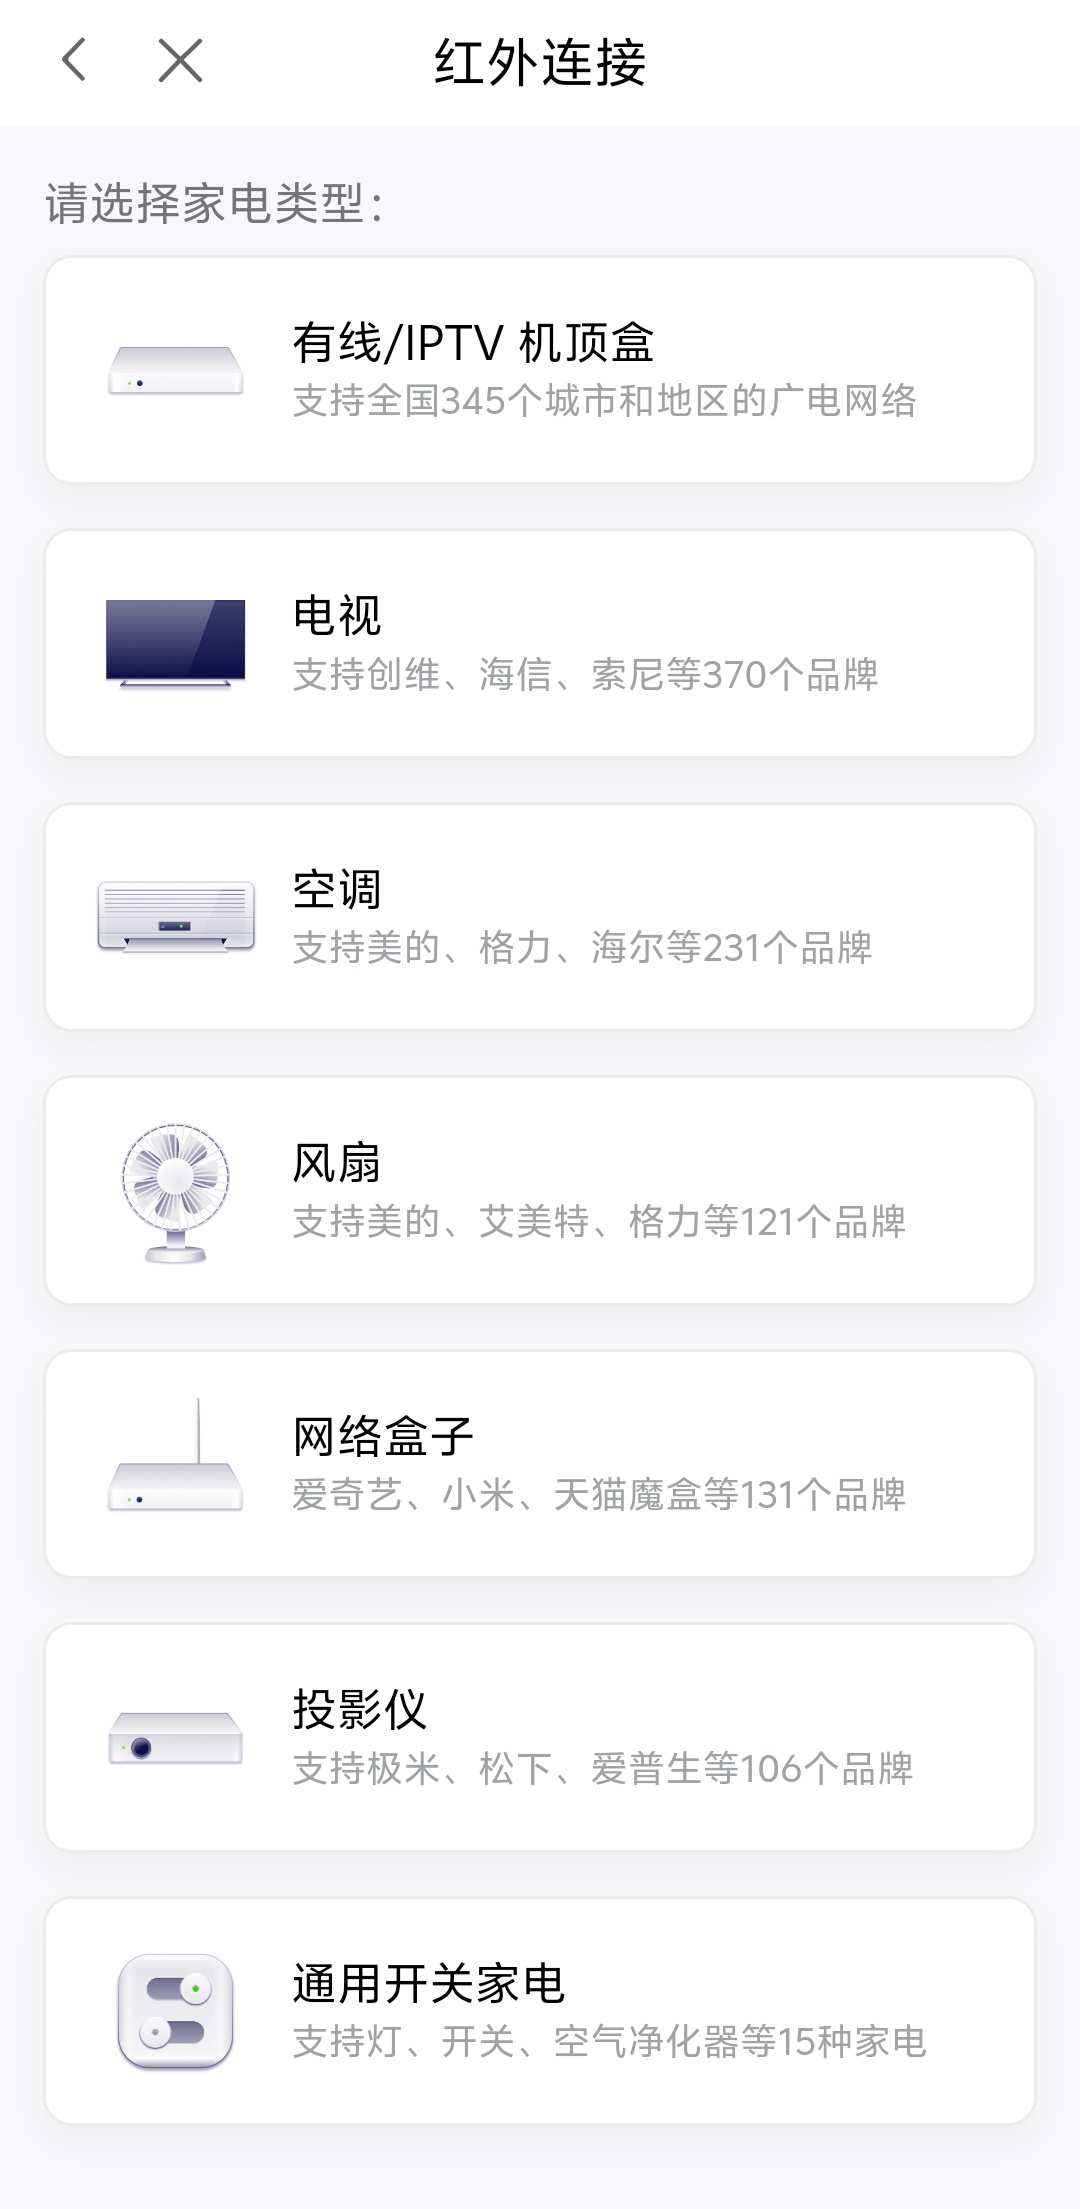 红外连接
请选择家电类型：
有线/IPTV 机顶盒
支持全国345个城市和地区的广电网络
电视
支持创维、海信、索尼等370个品牌
空调
支持美的、格力、海尔等231个品牌
风扇
支持美的、艾美特、格力等121个品牌
网络盒子
爱奇艺、小米、天猫魔盒等131个品牌
投影仪
支持极米、松下、爱普生等106个品牌
通用开关家电
支持灯、开关、空气净化器等15种家电